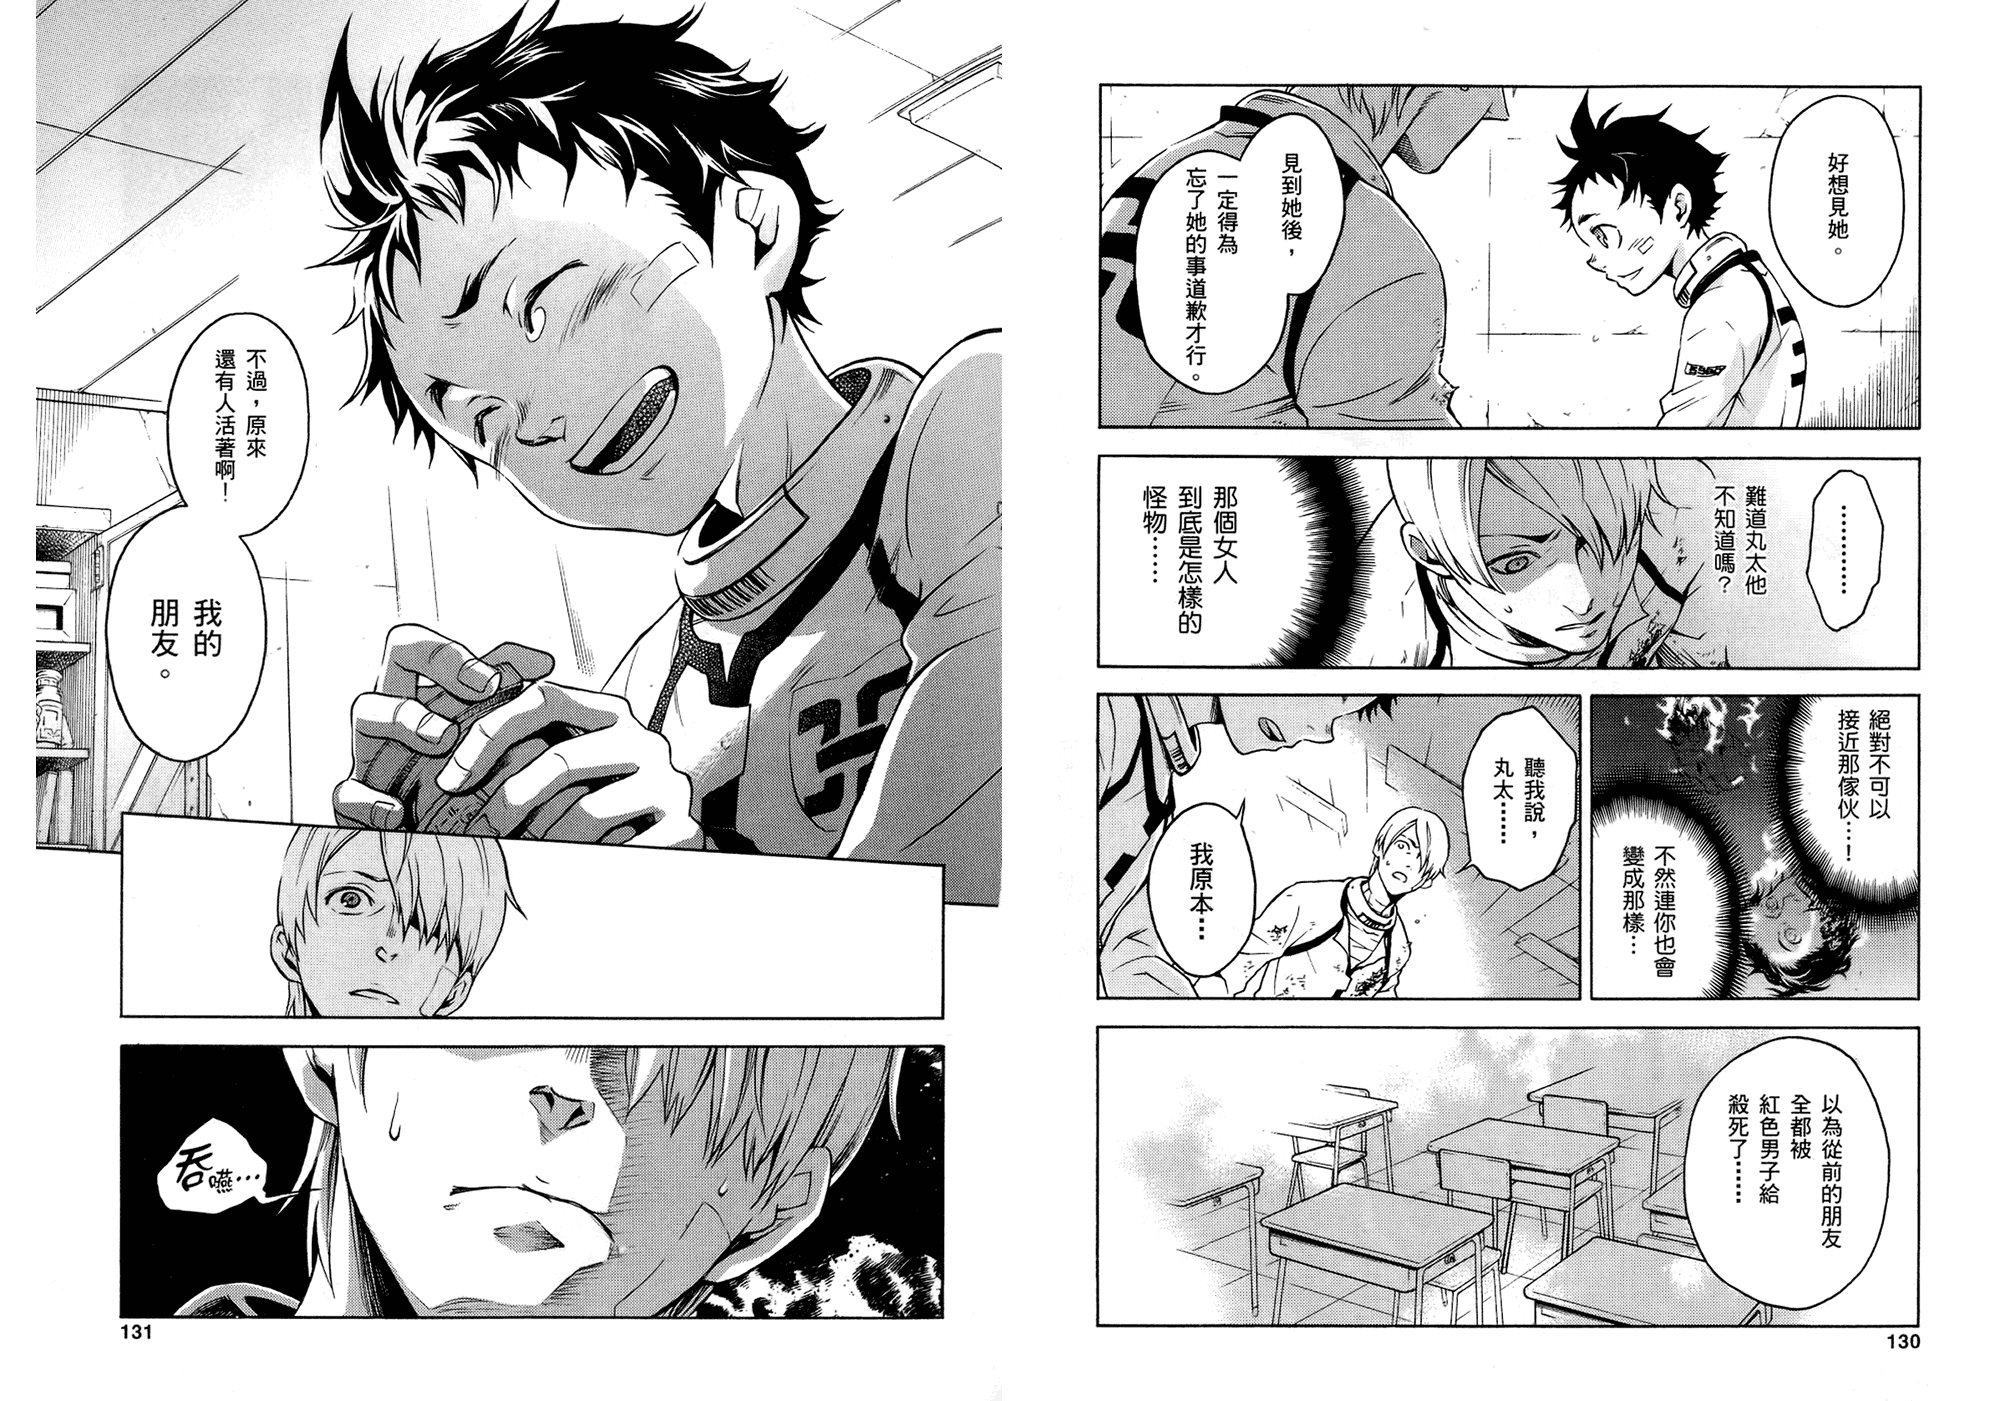 好想見她。
見到她後，
一定得為
忘了她的事道歉才行。
…………
難道丸太他
不知道嗎？
那個女人
到底是怎樣的
怪物……
絕對不可以
接近那傢伙…！
不然連你也會
變成那樣…
聽我說，
丸太……
我原本…
以為從前的朋友
全都被
紅色男子給
殺死了……
130
不過，原來
還有人活著啊！
我的
朋友。
吞嚥…
131